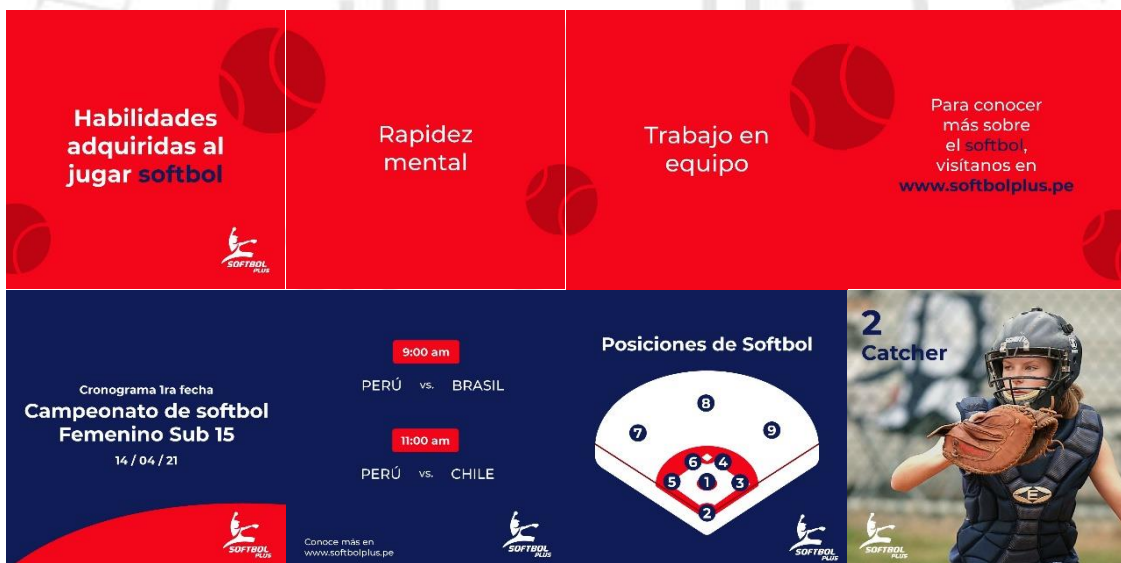 Habilidades
adquiridas al
jugar softbol
SOFTBOL
PLUS
Rapidez
mental
Trabajo en
equipo
Para conocer
más sobre
el softbol,
visítanos en
www.softbolplus.pe
Cronograma 1ra fecha
Campeonato de softbol
Femenino Sub 15
14 / 04 / 21
SOFTBOL
PLUS
9:00 am
PERÚ vs. BRASIL
11:00 am
PERÚ vs. CHILE
Conoce más en
www.softbolplus.pe
SOFTBOL
PLUS
Posiciones de Softbol
8
7
9
6
4
5
1
3
2
SOFTBOL
PLUS
2
Catcher
E
SOFTBOL
PLUS